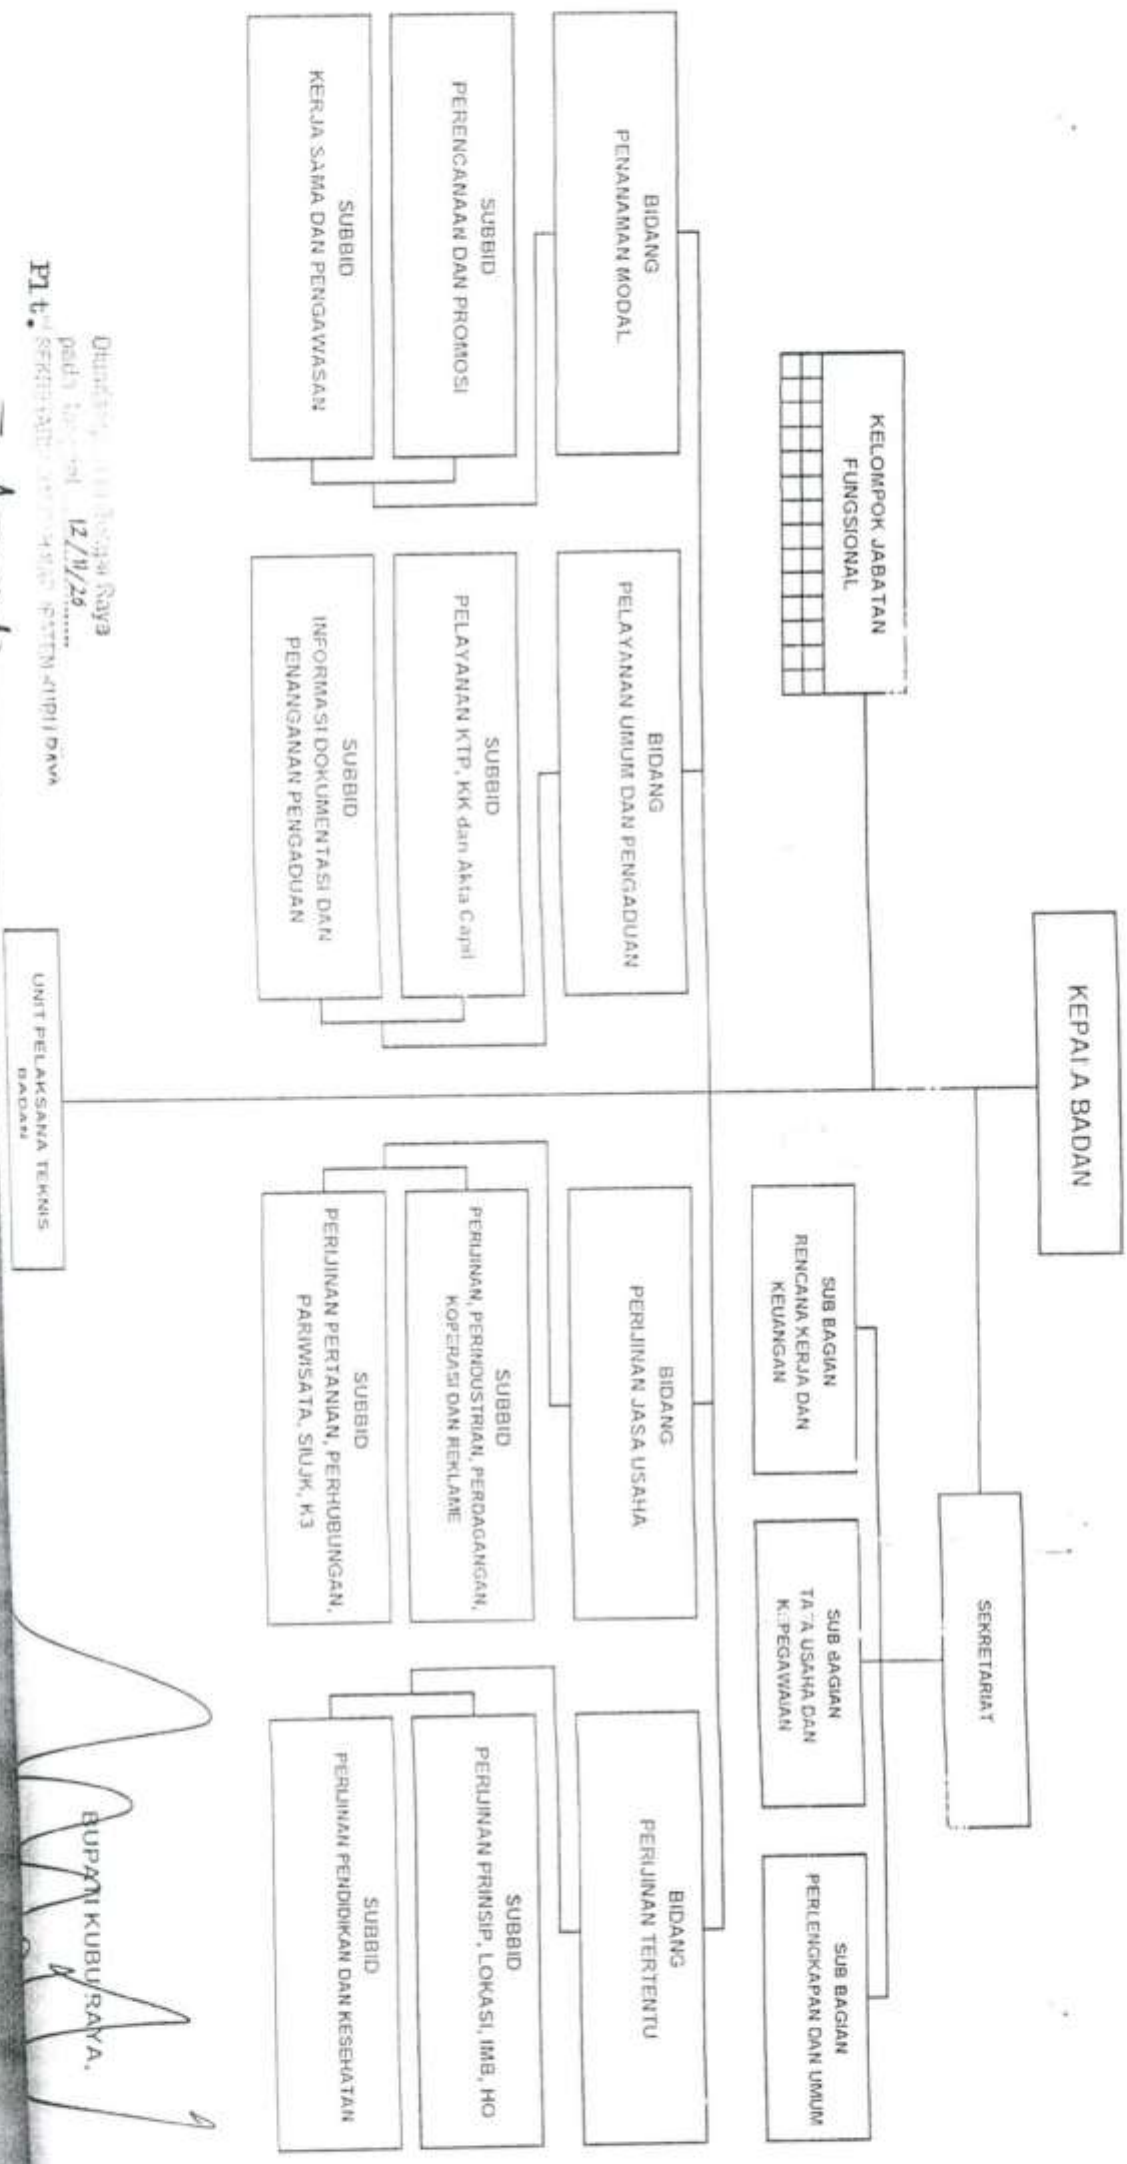 KEPALA BADAN
KELOMPOK JABATAN
FUNGSIONAL
SEKRETARIAT
SUB BAGIAN
RENCANA KERJA DAN
KEUANGAN
SUB BAGIAN
TATA USAHA DAN
KEPEGAWAIAN
SUB BAGIAN
PERLENGKAPAN DAN UMUM
BIDANG
PENANAMAN MODAL
BIDANG
PELAYANAN UMUM DAN PENGADUAN
BIDANG
PERIJINAN JASA USAHA
BIDANG
PERIJINAN TERTENTU
SUBBID
PERENCANAAN DAN PROMOSI
SUBBID
PELAYANAN KTP, KK dan Akta Capil
SUBBID
PERIJINAN, PERINDUSTRIAN, PERDAGANGAN,
KOPERASI DAN REKLAME
SUBBID
PERIJINAN PRINSIP, LOKASI, IMB, HO
SUBBID
KERJA SAMA DAN PENGAWASAN
SUBBID
INFORMASI DOKUMENTASI DAN
PENANGANAN PENGADUAN
SUBBID
PERIJINAN PERTANIAN, PERHUBUNGAN,
PARIWISATA, SIUJK, K3
SUBBID
PERIJINAN PENDIDIKAN DAN KESEHATAN
UNIT PELAKSANA TEKNIS
BADAN
Raya
pada
Plt. RAYA
BUPATI KUBU RAYA,